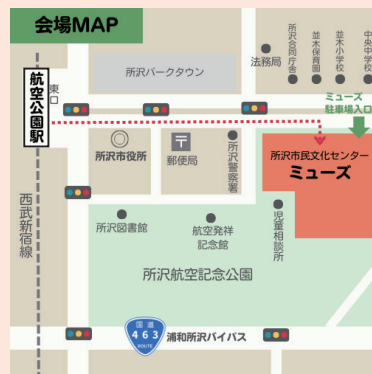 会場MAP
航空公園駅
東口
西武新宿線
所沢パークタウン
法務局
所沢合同庁舎
並木保育園
並木小学校
中央中学校
ミューズ
駐車場入口
所沢市役所
郵便局
所沢警察署
所沢市民文化センター
ミューズ
所沢図書館
航空発祥
記念館
児童相談所
所沢航空記念公園
国道
463
ROUTE
浦和所沢バイパス